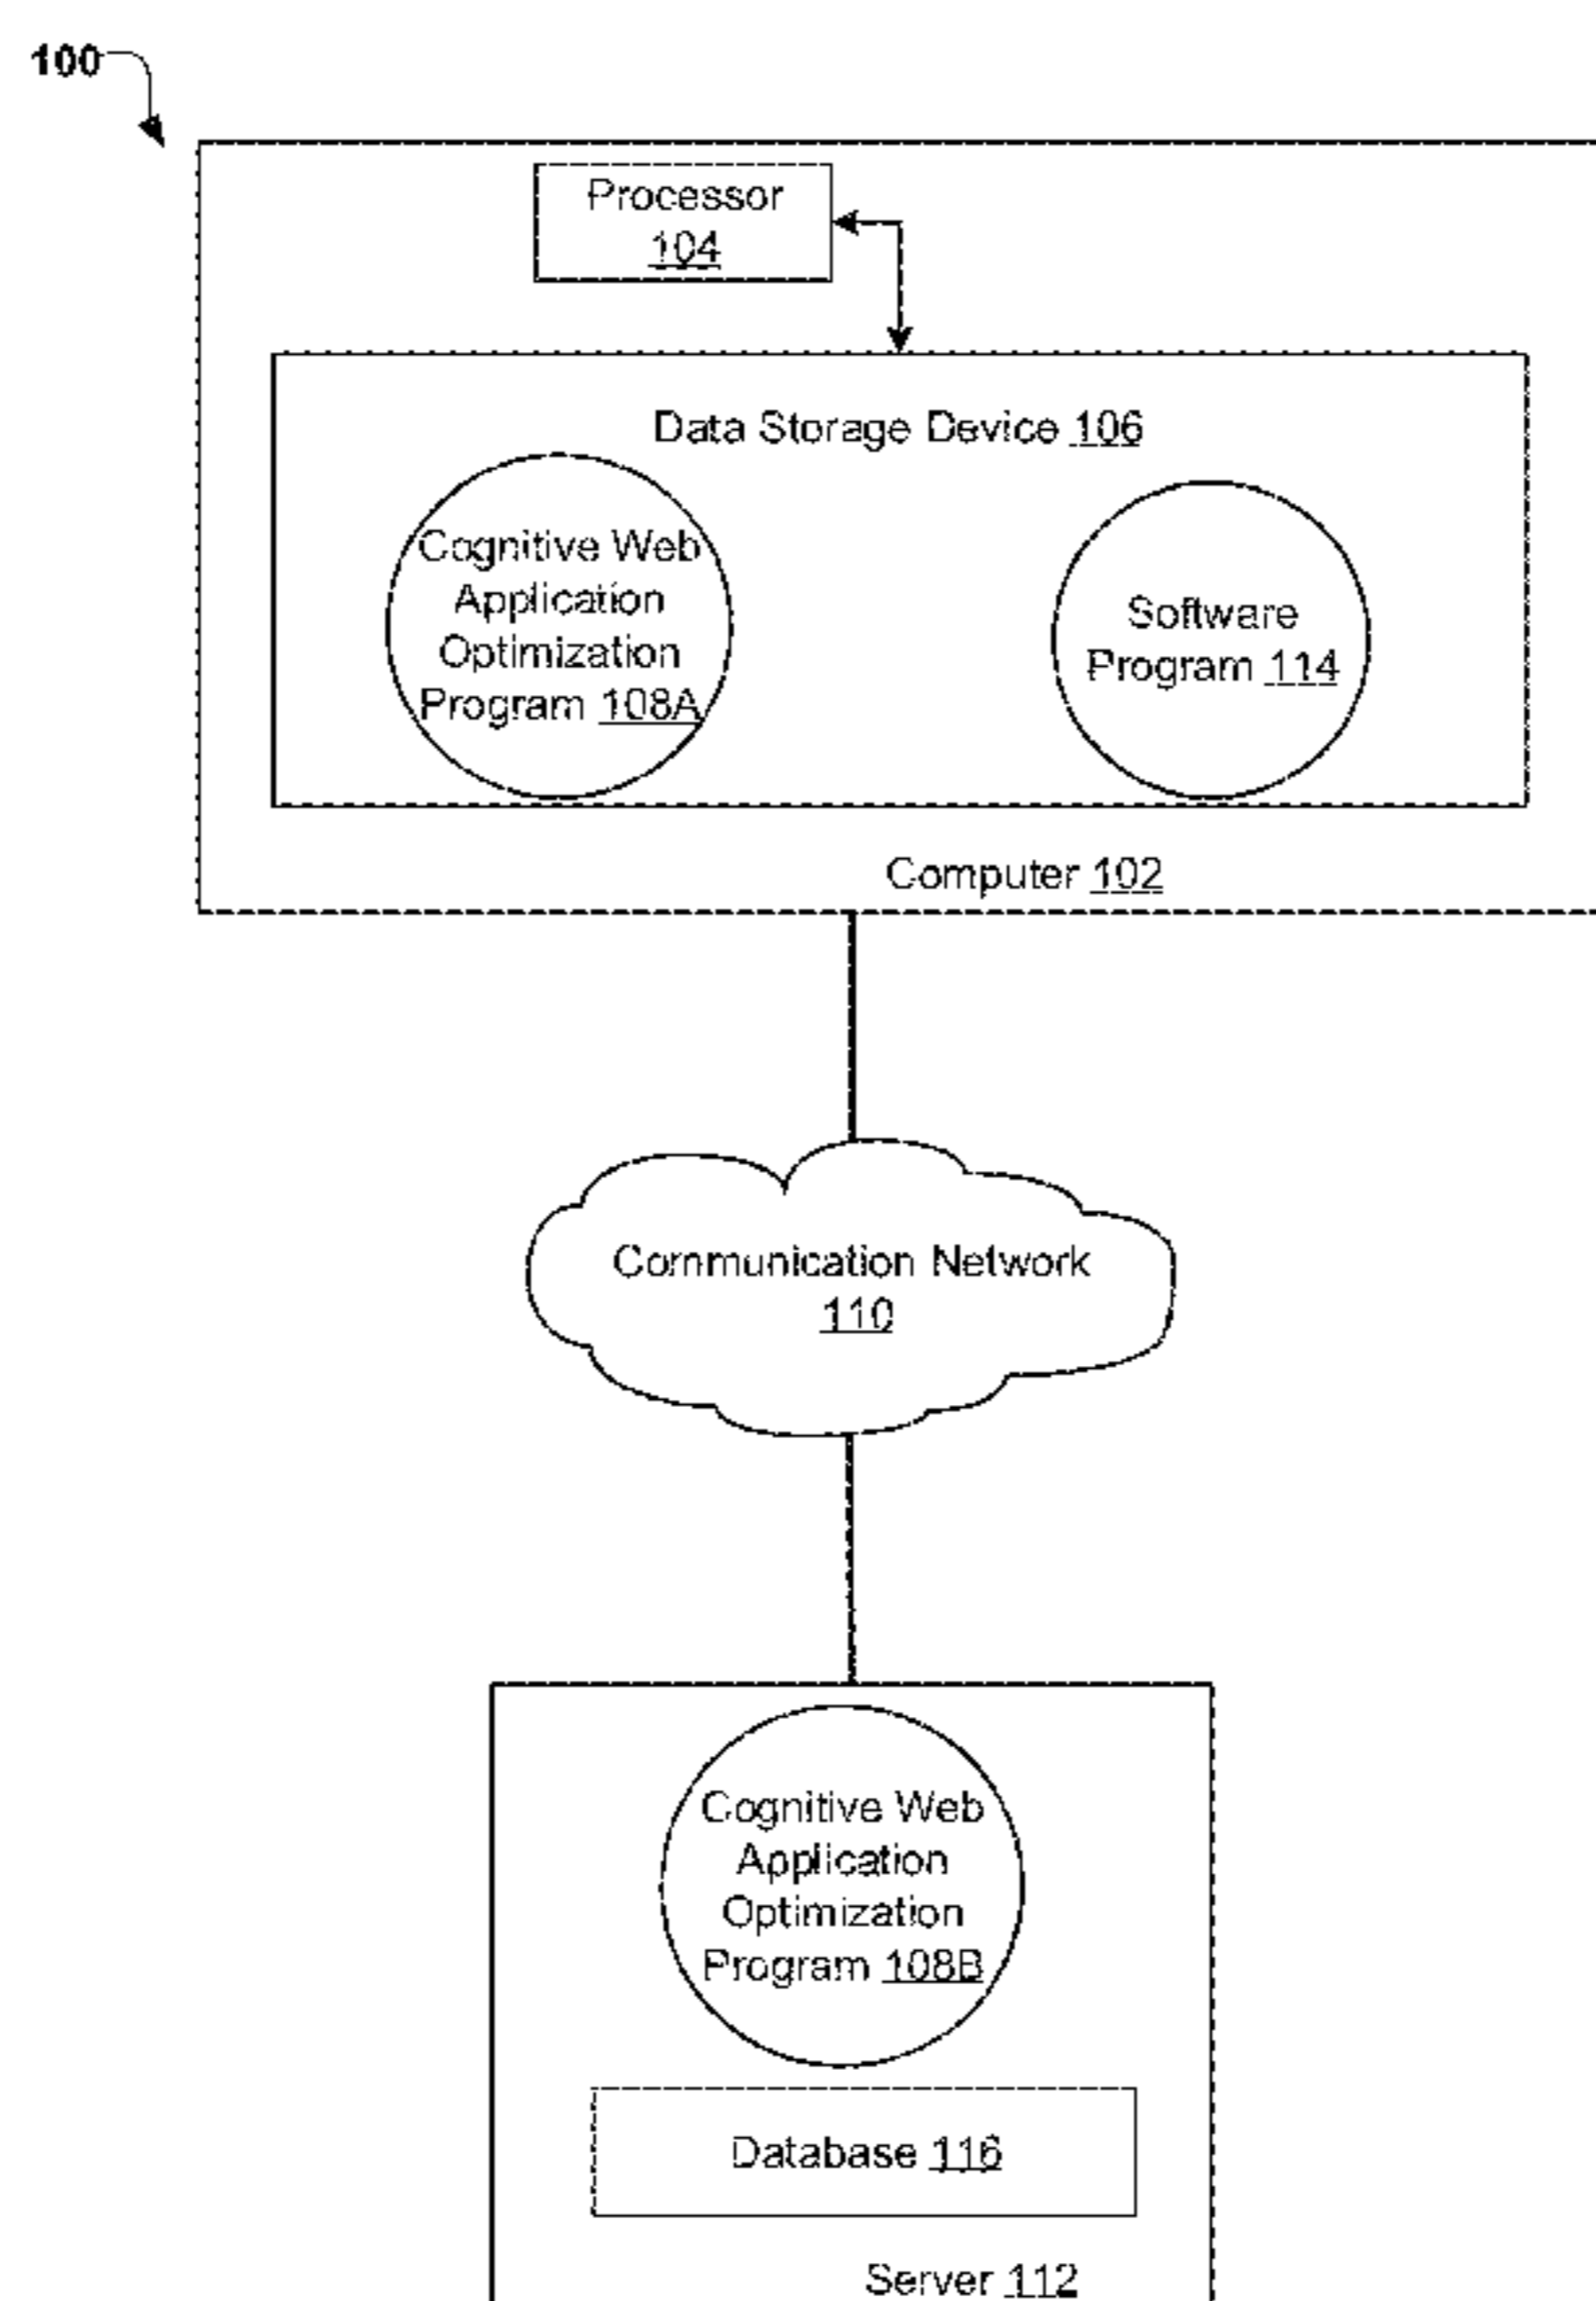 100
Processor
104
Data Storage Device 106
Cognitive Web
Application
Optimization
Program 108A
Software
Program 114
Computer 102
Communication Network
110
Cognitive Web
Application
Optimization
Program 108B
Database 116
Server 112